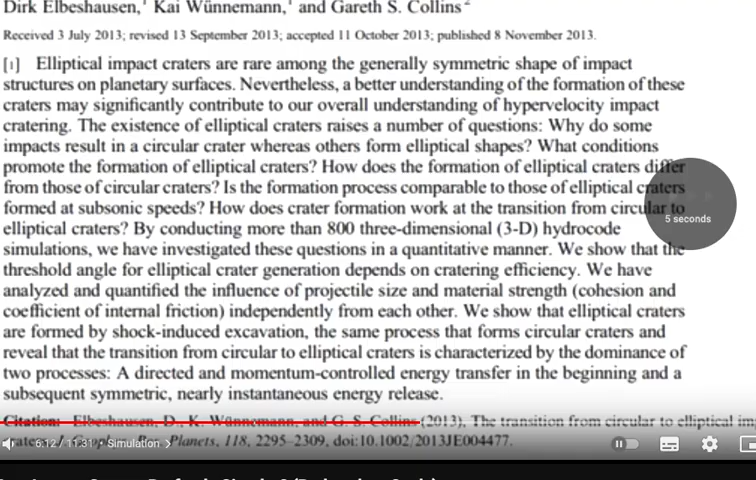 Dirk Elbeshausen,1 Kai Wünnemann,1 and Gareth S. Collins2
Received 3 July 2013; revised 13 September 2013; accepted 11 October 2013; published 8 November 2013.
[1] Elliptical impact craters are rare among the generally symmetric shape of impact
structures on planetary surfaces. Nevertheless, a better understanding of the formation of these
craters may significantly contribute to our overall understanding of hypervelocity impact
cratering. The existence of elliptical craters raises a number of questions: Why do some
impacts result in a circular crater whereas others form elliptical shapes? What conditions
promote the formation of elliptical craters? How does the formation of elliptical craters differ
from those of circular craters? Is the formation process comparable to those of elliptical craters
formed at subsonic speeds? How does crater formation work at the transition from circular to
elliptical craters? By conducting more than 800 three-dimensional (3-D) hydrocode
simulations, we have investigated these questions in a quantitative manner. We show that the
threshold angle for elliptical crater generation depends on cratering efficiency. We have
analyzed and quantified the influence of projectile size and material strength (cohesion and
coefficient of internal friction) independently from each other. We show that elliptical craters
are formed by shock-induced excavation, the same process that forms circular craters and
reveal that the transition from circular to elliptical craters is characterized by the dominance of
two processes: A directed and momentum-controlled energy transfer in the beginning and a
subsequent symmetric, nearly instantaneous energy release.
5 seconds
Citation: Elbeshausen, D., K. Wünnemann, and G. S. Collins (2013), The transition from circular to elliptical
Planets, 118, 2295–2309, doi:10.1002/2013JE004477.
6:12 / 11:31 • Simulation